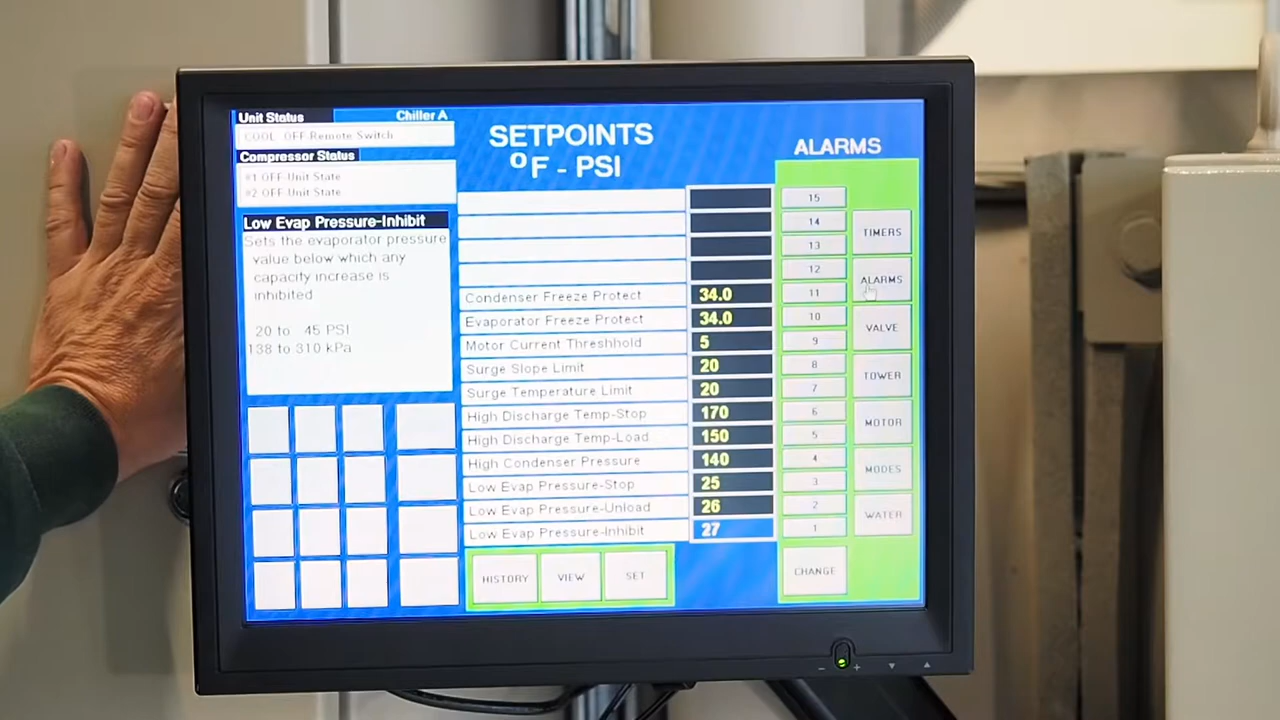 Unit Status
Chiller A
COOL OFF:Remote Switch
Compressor Status
#1 OFF-Unit State
#2 OFF-Unit State
Low Evap Pressure-Inhibit
Sets the evaporator pressure
value below which any
capacity increase is
inhibited
20 to 45 PSI
138 to 310 kPa
SETPOINTS
ºF - PSI
ALARMS
15
14
13
12
Condenser Freeze Protect 34.0 11
Evaporator Freeze Protect 34.0 10
Motor Current Threshhold 5 9
Surge Slope Limit 20 8
Surge Temperature Limit 20 7
High Discharge Temp-Stop 170 6
High Discharge Temp-Load 150 5
High Condenser Pressure 140 4
Low Evap Pressure-Stop 25 3
Low Evap Pressure-Unload 26 2
Low Evap Pressure-Inhibit 27 1
TIMERS
ALARMS
VALVE
TOWER
MOTOR
MODES
WATER
HISTORY
VIEW
SET
CHANGE